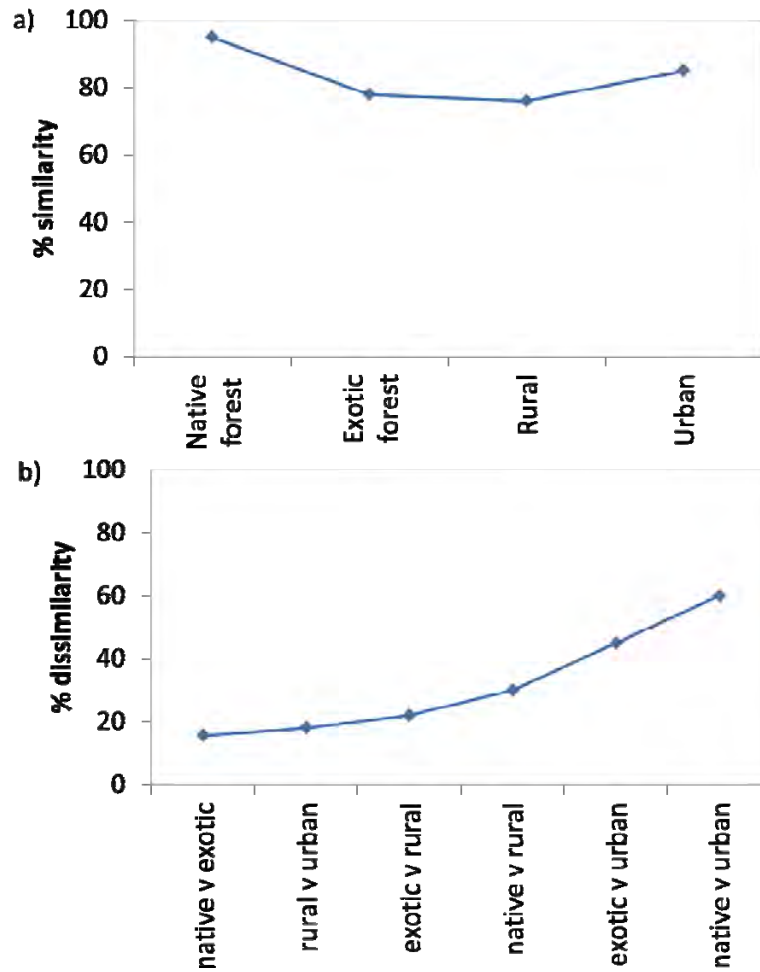 a)
100
80
60
40
20
0
% similarity
Native
forest
Exotic
forest
Rural
Urban
b)
100
80
60
40
20
0
% dissimilarity
native v exotic
rural v urban
exotic v rural
native v rural
exotic v urban
native v urban